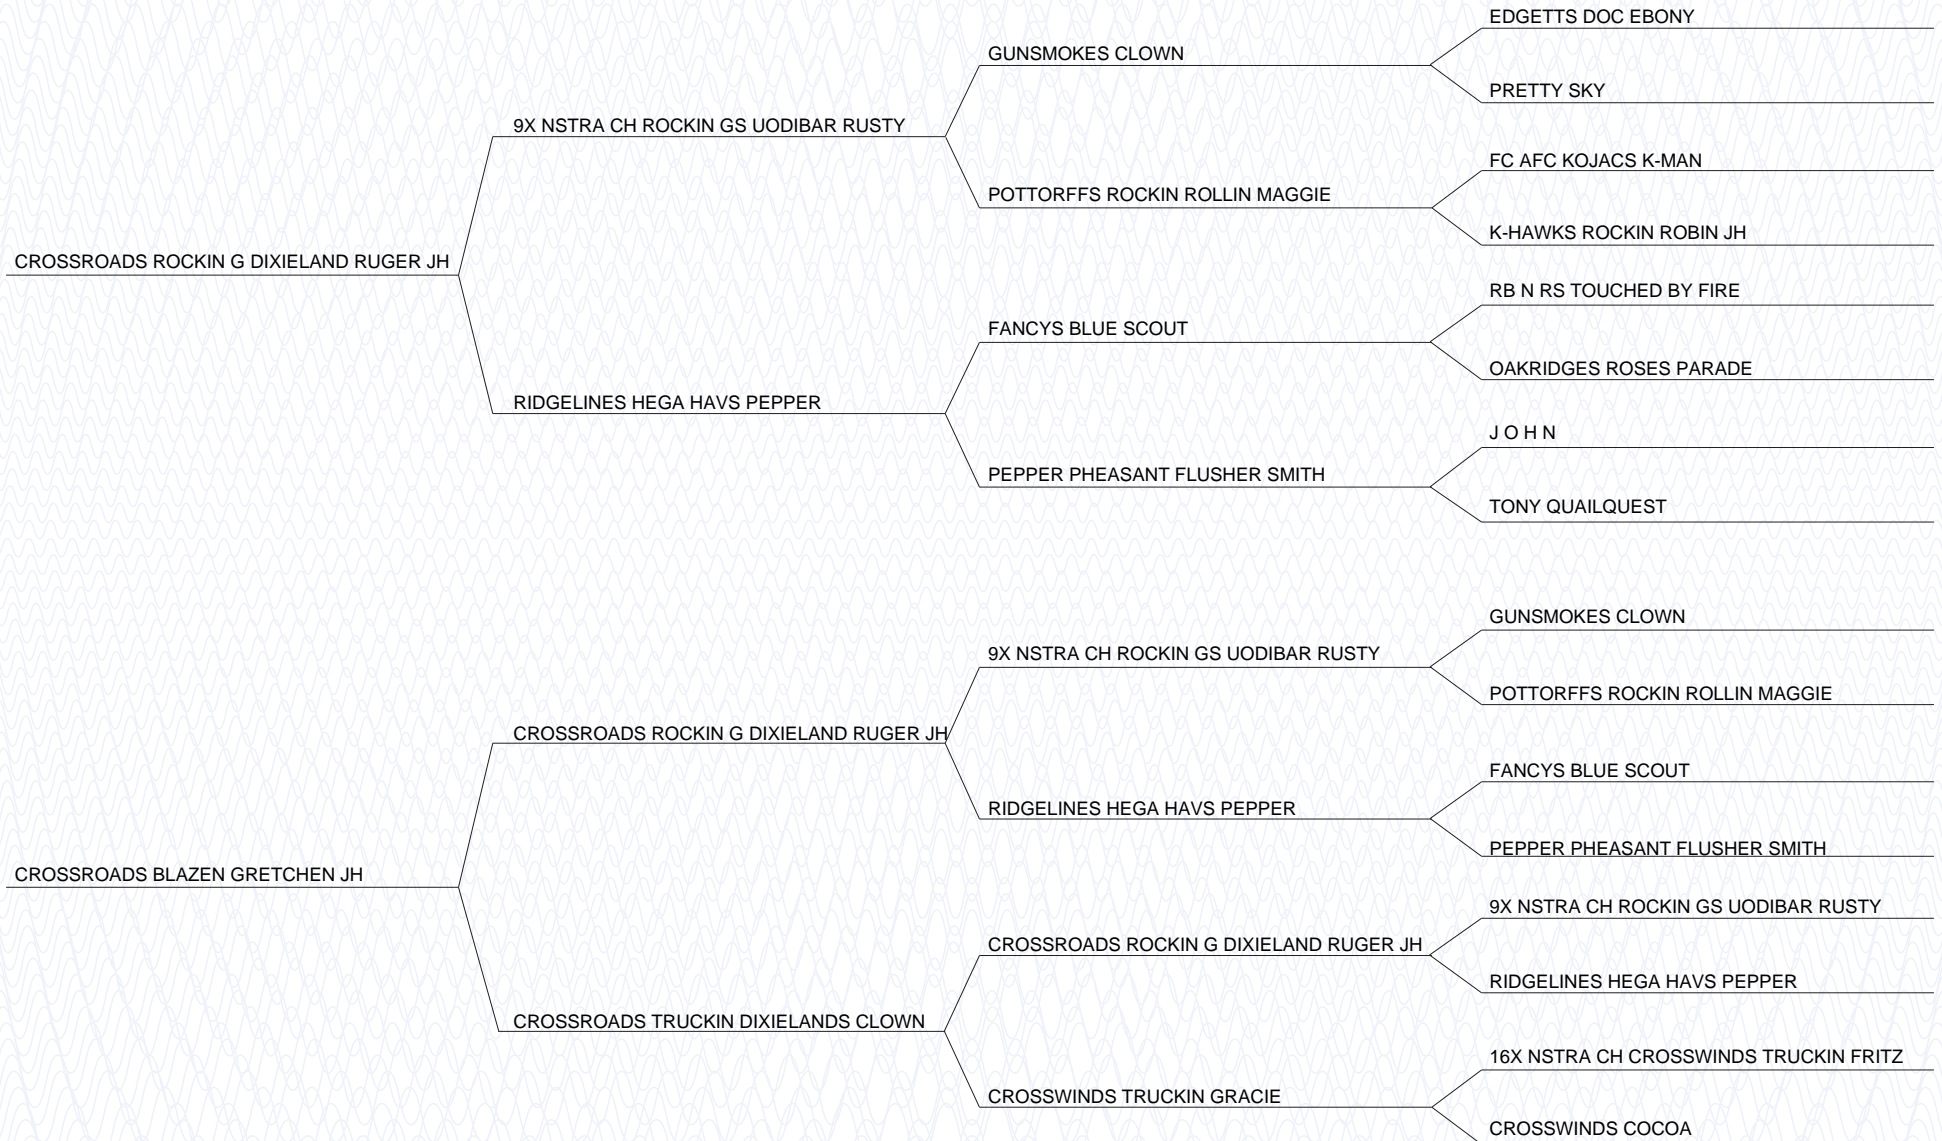 EDGETTS DOC EBONY
GUNSMOKES CLOWN
PRETTY SKY
9X NSTRA CH ROCKIN GS UODIBAR RUSTY
FC AFC KOJACS K-MAN
POTTORFFS ROCKIN ROLLIN MAGGIE
K-HAWKS ROCKIN ROBIN JH
CROSSROADS ROCKIN G DIXIELAND RUGER JH
RB N RS TOUCHED BY FIRE
FANCYS BLUE SCOUT
OAKRIDGES ROSES PARADE
RIDGELINES HEGA HAVS PEPPER
J O H N
PEPPER PHEASANT FLUSHER SMITH
TONY QUAILQUEST
GUNSMOKES CLOWN
9X NSTRA CH ROCKIN GS UODIBAR RUSTY
POTTORFFS ROCKIN ROLLIN MAGGIE
CROSSROADS ROCKIN G DIXIELAND RUGER JH
FANCYS BLUE SCOUT
RIDGELINES HEGA HAVS PEPPER
PEPPER PHEASANT FLUSHER SMITH
CROSSROADS BLAZEN GRETCHEN JH
9X NSTRA CH ROCKIN GS UODIBAR RUSTY
CROSSROADS ROCKIN G DIXIELAND RUGER JH
RIDGELINES HEGA HAVS PEPPER
CROSSROADS TRUCKIN DIXIELANDS CLOWN
16X NSTRA CH CROSSWINDS TRUCKIN FRITZ
CROSSWINDS TRUCKIN GRACIE
CROSSWINDS COCOA